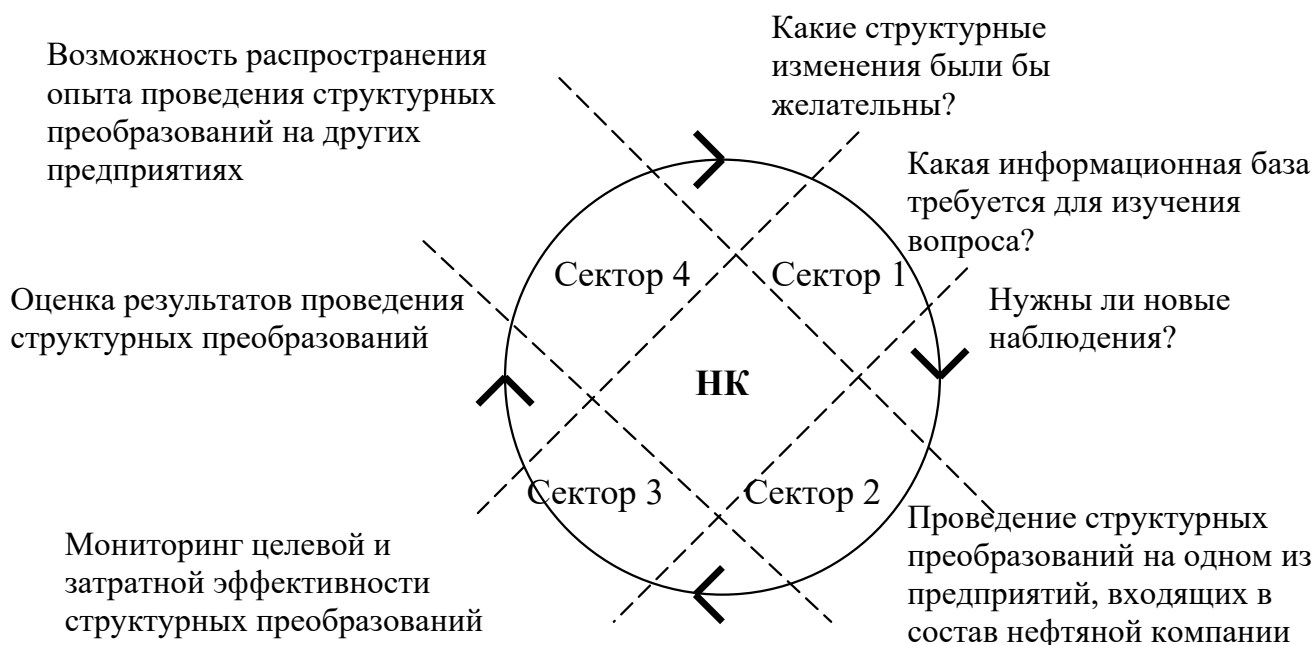 Возможность распространения
опыта проведения структурных
преобразований на других
предприятиях
Какие структурные
изменения были бы
желательны?
Какая информационная база
требуется для изучения
вопроса?
Сектор 4
Сектор 1
Оценка результатов проведения
структурных преобразований
Нужны ли новые
наблюдения?
НК
Сектор 3
Сектор 2
Мониторинг целевой и
затратной эффективности
структурных преобразований
Проведение структурных
преобразований на одном из
предприятий, входящих в
состав нефтяной компании